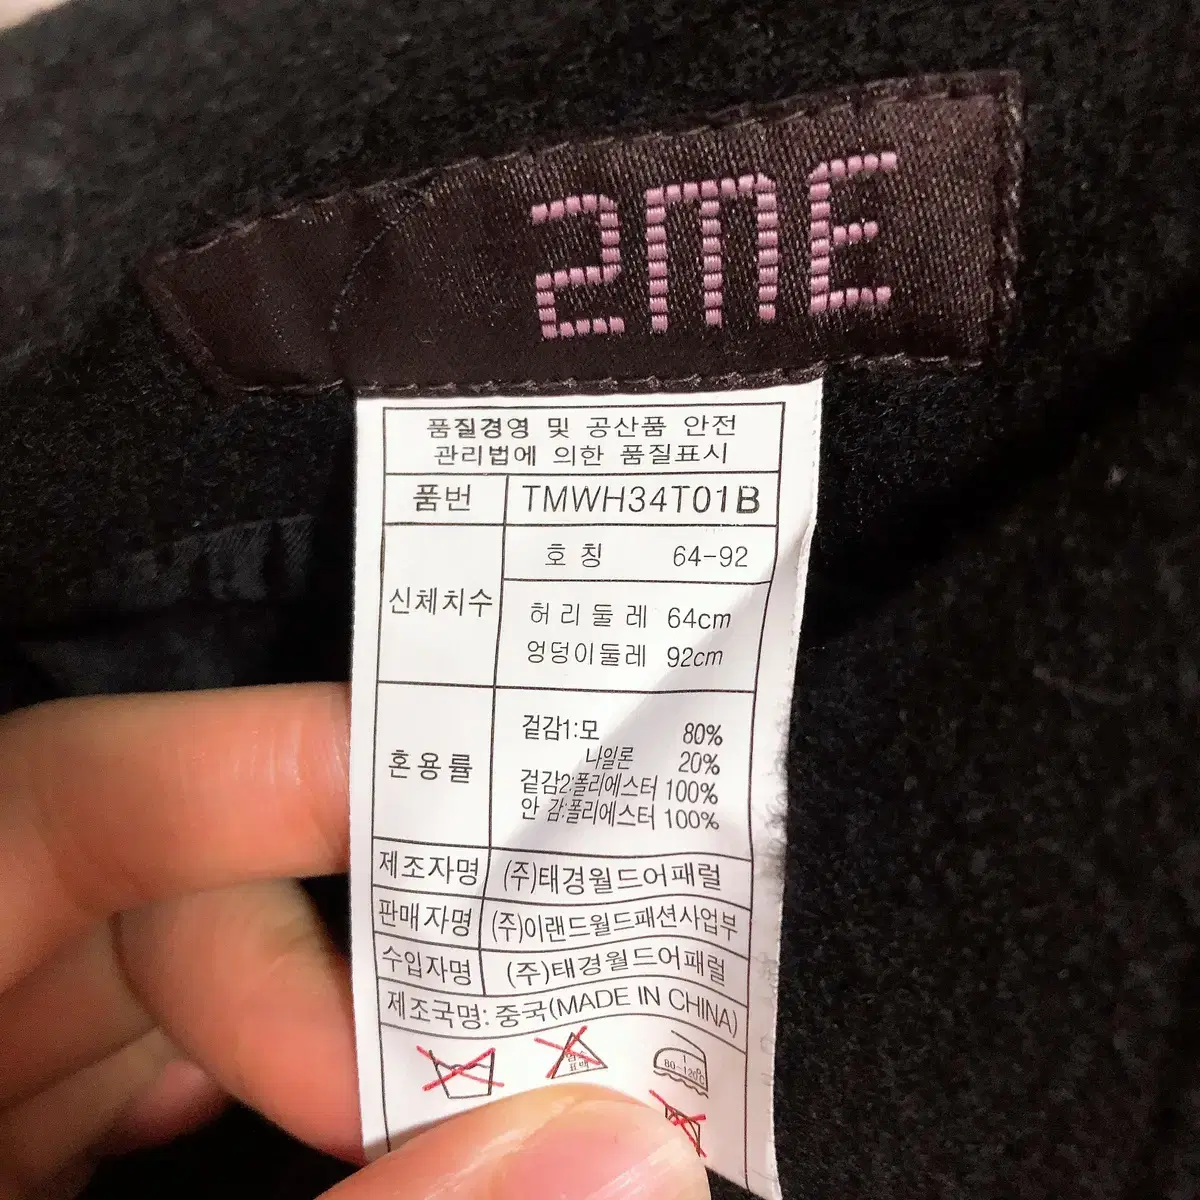 2ME
품질경영 및 공산품 안전
관리법에 의한 품질표시
품번 TMWH34T01B
신체치수
호칭 64-92
허리둘레 64cm
엉덩이둘레 92cm
혼용률
겉감1:모 80%
나일론 20%
겉감2:폴리에스터 100%
안 감:폴리에스터 100%
제조자명 (주)태경월드어패럴
판매자명 (주)이랜드월드패션사업부
수입자명 (주)태경월드어패럴
제조국명: 중국(MADE IN CHINA)
1
80~120℃